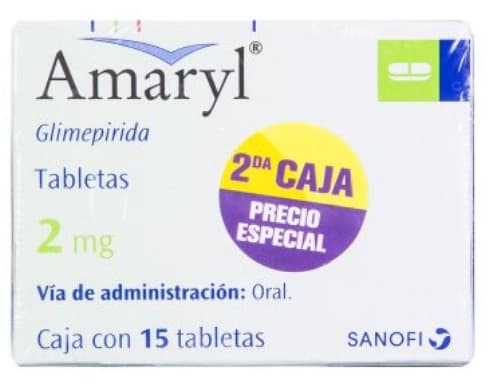 Amaryl®
Glimepirida
Tabletas
2 mg
2DA CAJA
PRECIO
ESPECIAL
Vía de administración: Oral.
Caja con 15 tabletas
SANOFI